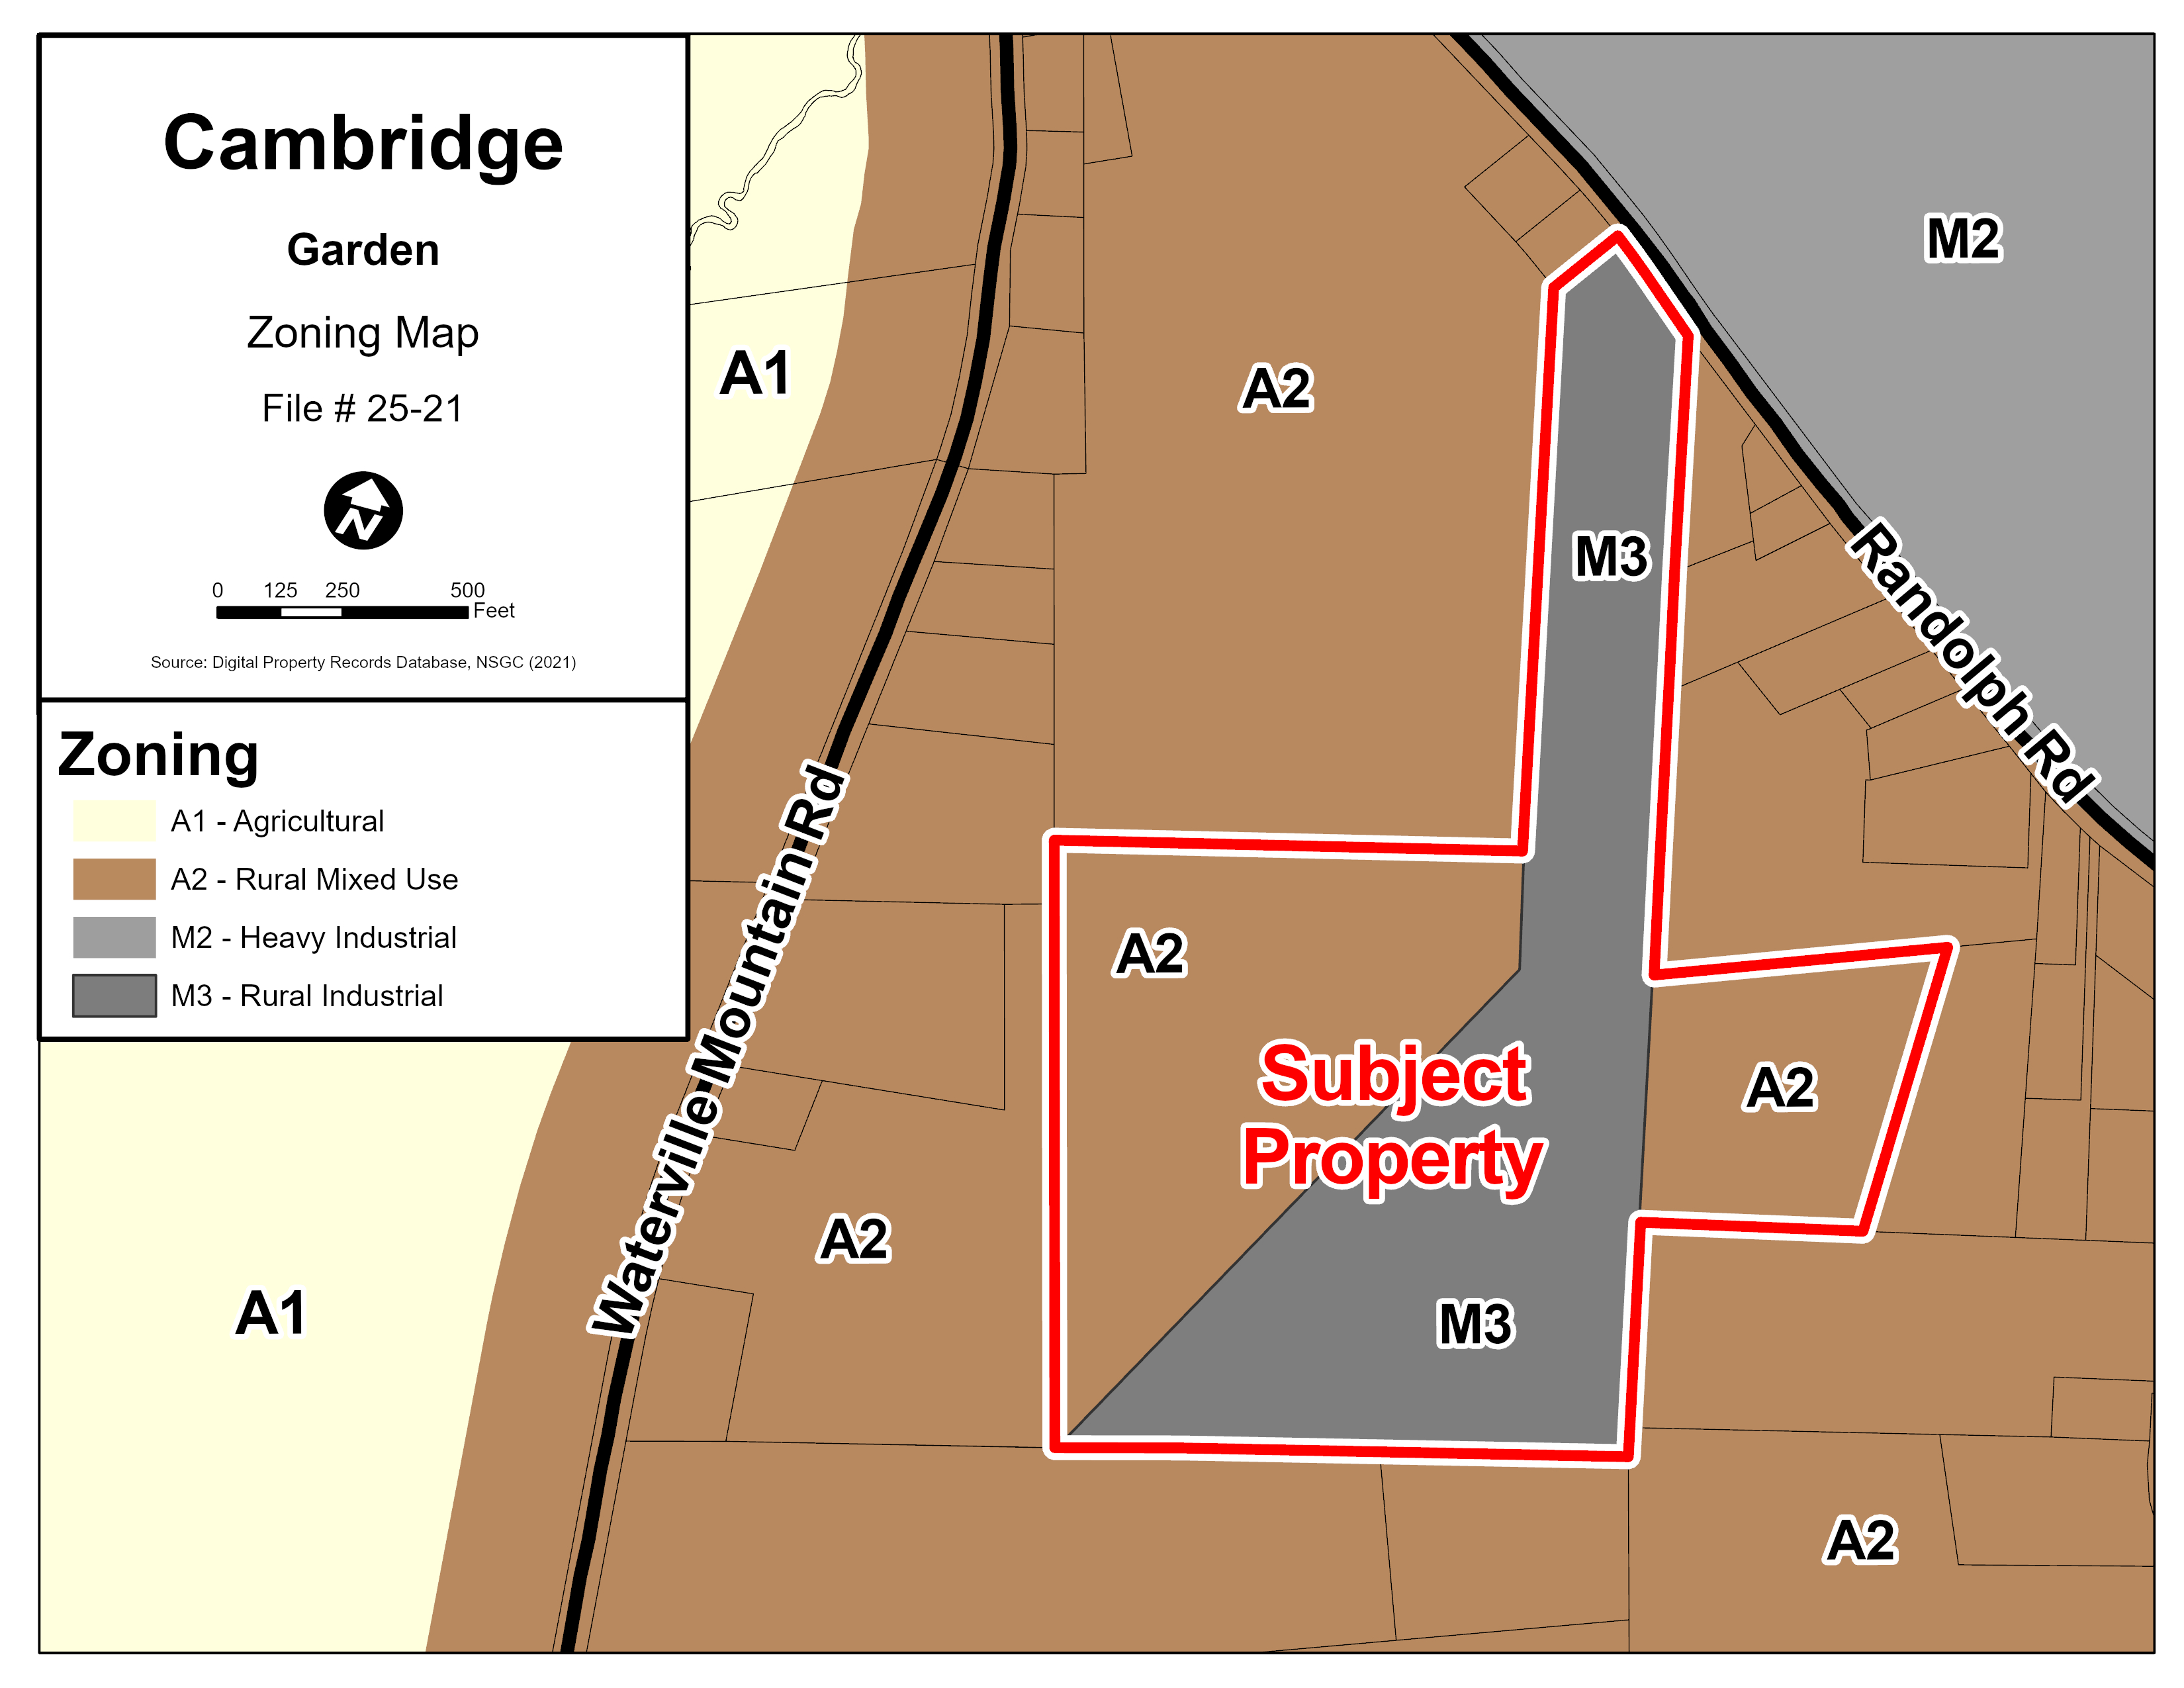 Cambridge
Garden
Zoning Map
File # 25-21
N
0 125 250 500
Feet
Source: Digital Property Records Database, NSGC (2021)
Zoning
A1 - Agricultural
A2 - Rural Mixed Use
M2 - Heavy Industrial
M3 - Rural Industrial
M2
A1
A2
M3
Randolph Rd
Waterville Mountain Rd
A2
Subject
Property
A2
A2
A1
M3
A2